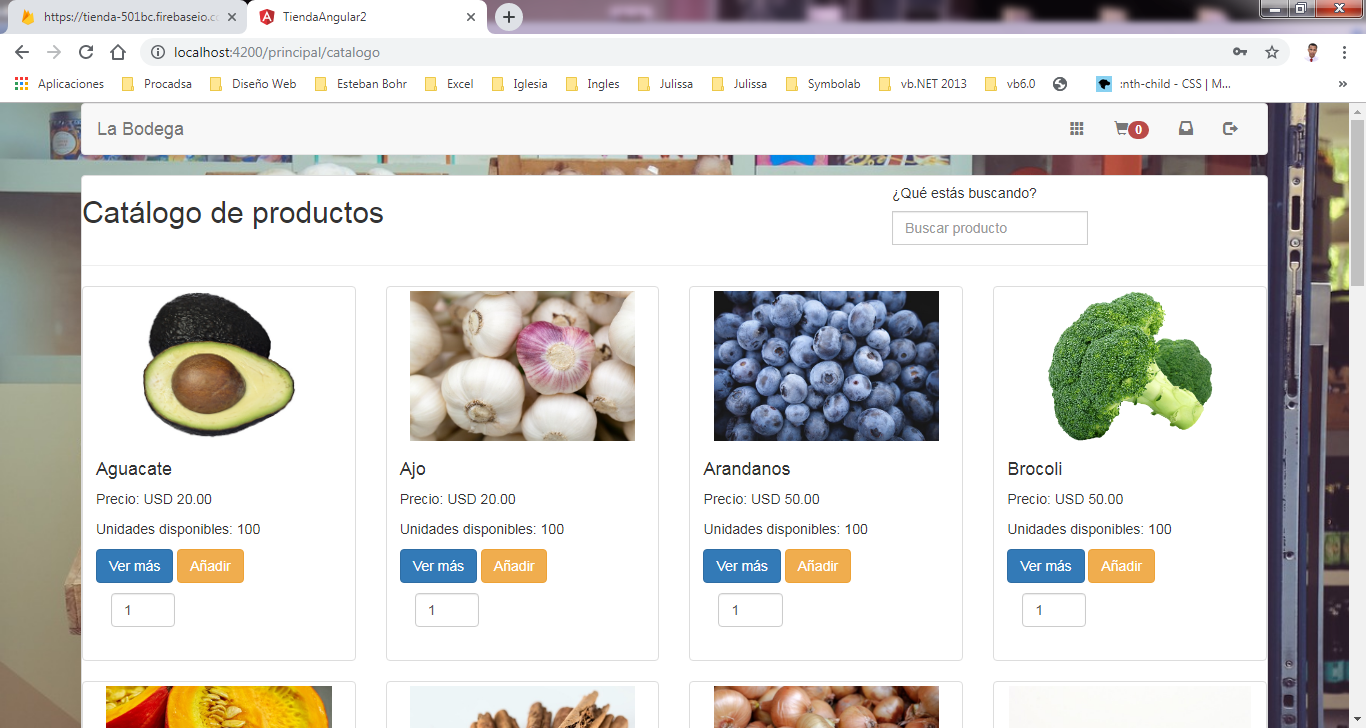 https://tienda-501bc.firebaseio.c
TiendaAngular2
localhost:4200/principal/catalogo
Aplicaciones
Procadsa
Diseño Web
Esteban Bohr
Excel
Iglesia
Ingles
Julissa
Julissa
Symbolab
vb.NET 2013
vb6.0
:nth-child - CSS | M...
La Bodega
0
Catálogo de productos
¿Qué estás buscando?
Buscar producto
Aguacate
Precio: USD 20.00
Unidades disponibles: 100
Ver más
Añadir
1
Ajo
Precio: USD 20.00
Unidades disponibles: 100
Ver más
Añadir
1
Arandanos
Precio: USD 50.00
Unidades disponibles: 100
Ver más
Añadir
1
Brocoli
Precio: USD 50.00
Unidades disponibles: 100
Ver más
Añadir
1